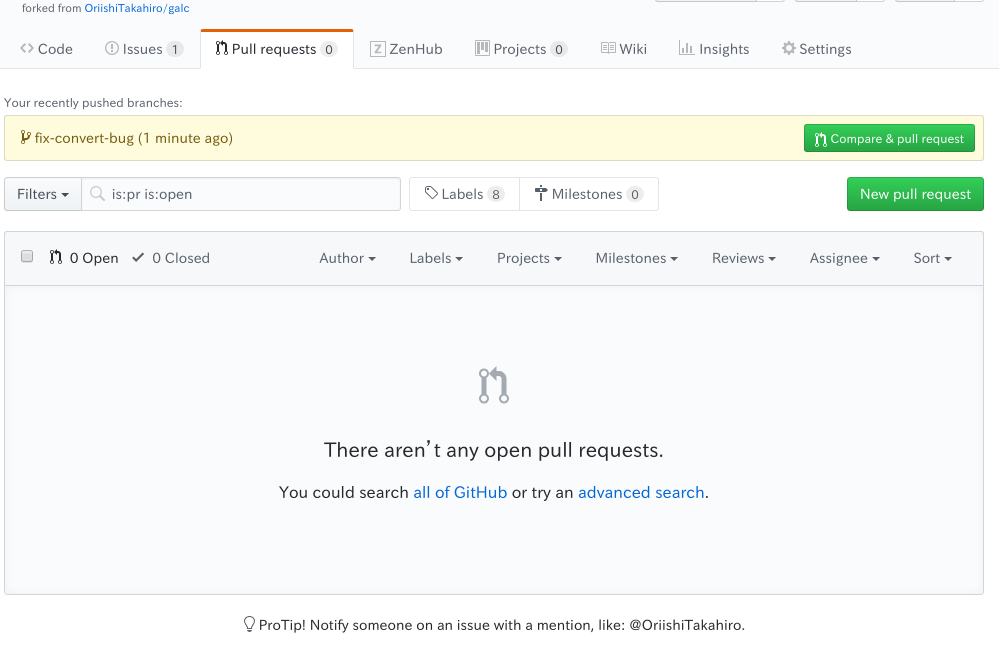 forked from OriishiTakahiro/galc
Code Issues 1 Pull requests 0 ZenHub Projects 0 Wiki Insights Settings
Your recently pushed branches:
fix-convert-bug (1 minute ago) Compare & pull request
Filters is:pr is:open Labels 8 Milestones 0 New pull request
0 Open 0 Closed Author Labels Projects Milestones Reviews Assignee Sort
There aren’t any open pull requests.
You could search all of GitHub or try an advanced search.
ProTip! Notify someone on an issue with a mention, like: @OriishiTakahiro.